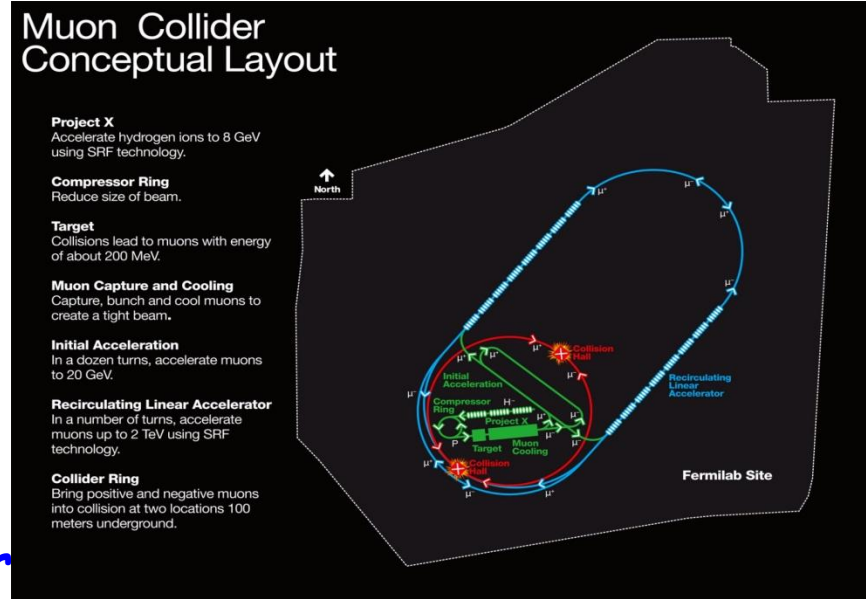 Muon Collider
Conceptual Layout
Project X
Accelerate hydrogen ions to 8 GeV
using SRF technology.
Compressor Ring
Reduce size of beam.
Target
Collisions lead to muons with energy
of about 200 MeV.
Muon Capture and Cooling
Capture, bunch and cool muons to
create a tight beam.
Initial Acceleration
In a dozen turns, accelerate muons
to 20 GeV.
Recirculating Linear Accelerator
In a number of turns, accelerate
muons up to 2 TeV using SRF
technology.
Collider Ring
Bring positive and negative muons
into collision at two locations 100
meters underground.
North
μ⁺
μ⁻
μ⁺
μ⁻
μ⁺
μ⁺
Collision
Hall
μ⁻
Initial
Acceleration
μ⁻
Recirculating
Linear
Accelerator
Compressor
Ring
H⁻
Project X
P
Target
Muon
Cooling
Collision
Hall
Fermilab Site